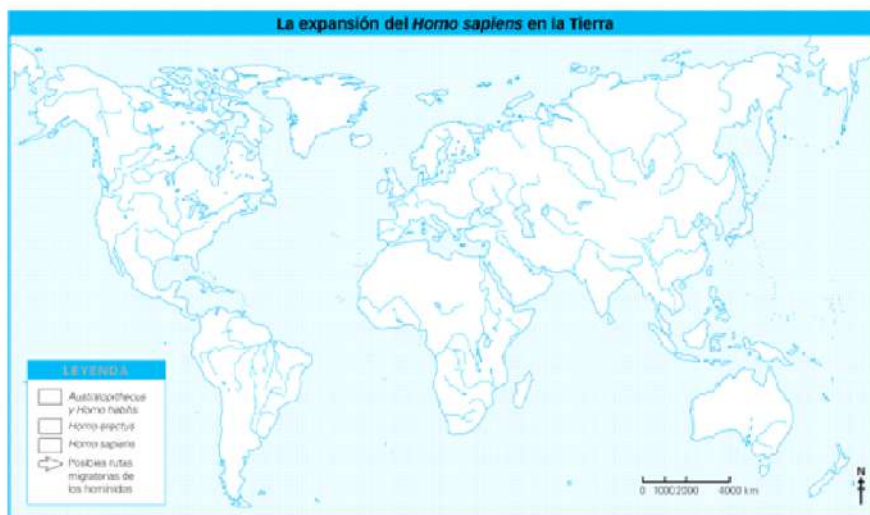 La expansión del Homo sapiens en la Tierra
LEYENDA
Australopithecus
y Homo habilis
Homo erectus
Homo sapiens
Posibles rutas
migratorias de
los homínidos
0 1000 2000 4000 km
N